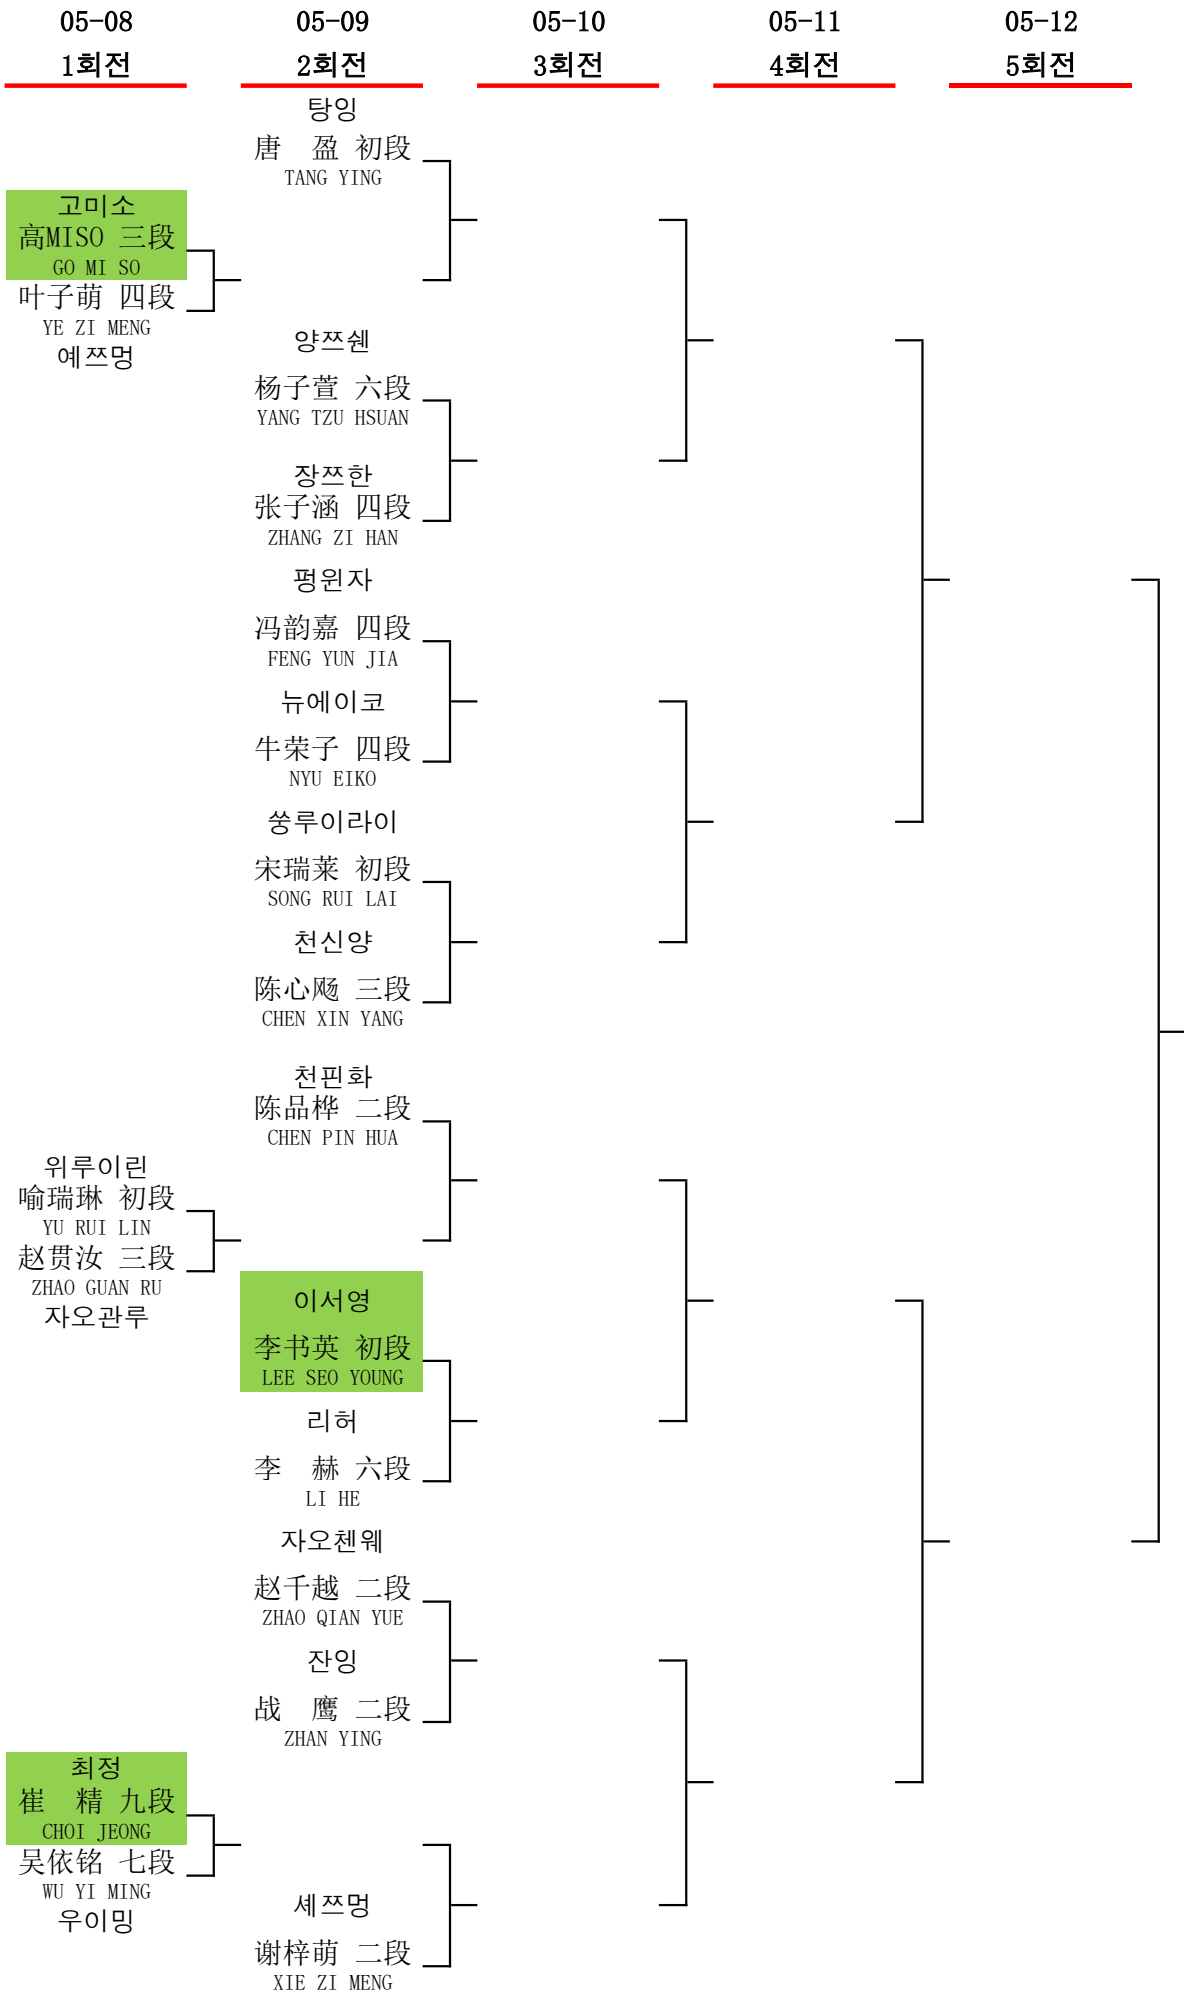 05-08 05-09 05-10 05-11 05-12
1회전 2회전 3회전 4회전 5회전
탕잉
唐 盈 初段
TANG YING
고미소
高MISO 三段
GO MI SO
叶子萌 四段
YE ZI MENG
예쯔멍
양쯔쉔
杨子萱 六段
YANG TZU HSUAN
장쯔한
张子涵 四段
ZHANG ZI HAN
펑윈자
冯韵嘉 四段
FENG YUN JIA
뉴에이코
牛荣子 四段
NYU EIKO
쑹루이라이
宋瑞莱 初段
SONG RUI LAI
천신양
陈心飏 三段
CHEN XIN YANG
천핀화
陈品桦 二段
CHEN PIN HUA
위루이린
喻瑞琳 初段
YU RUI LIN
赵贯汝 三段
ZHAO GUAN RU
자오관루
이서영
李书英 初段
LEE SEO YOUNG
리허
李 赫 六段
LI HE
자오첸웨
赵千越 二段
ZHAO QIAN YUE
잔잉
战 鹰 二段
ZHAN YING
최정
崔 精 九段
CHOI JEONG
吴依铭 七段
WU YI MING
우이밍
셰쯔멍
谢梓萌 二段
XIE ZI MENG